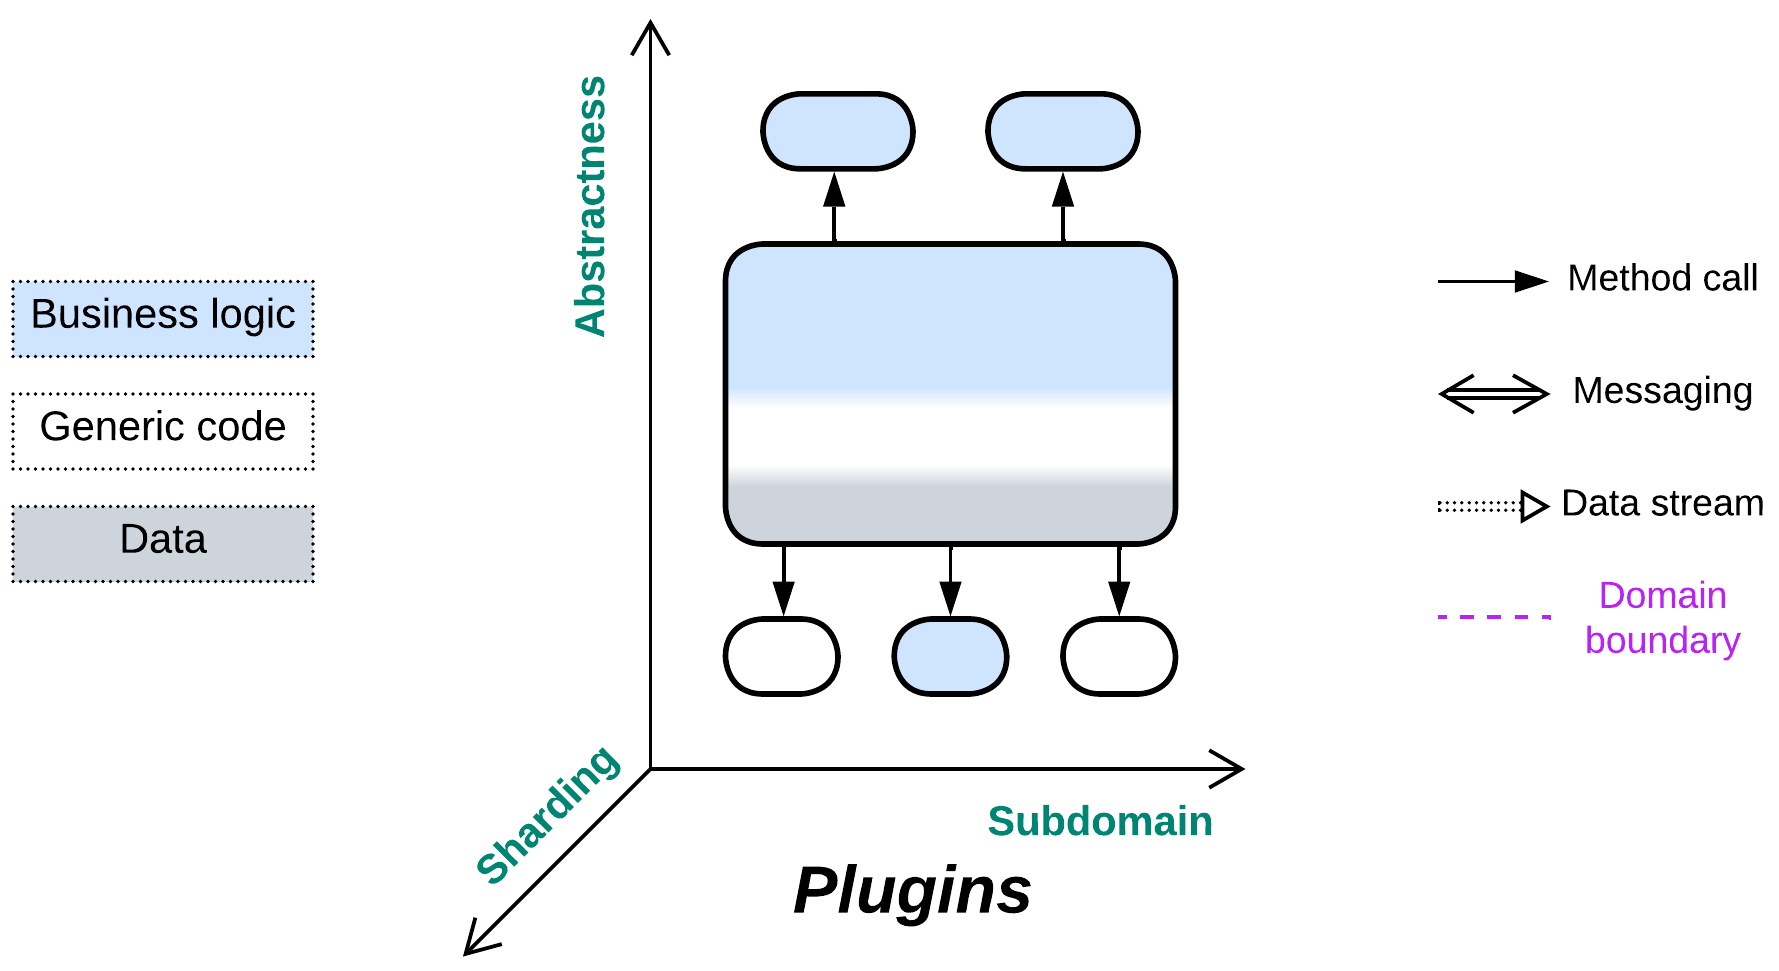 Business logic
Generic code
Data
Abstractness
Sharding
Subdomain
Plugins
Method call
Messaging
Data stream
Domain
boundary